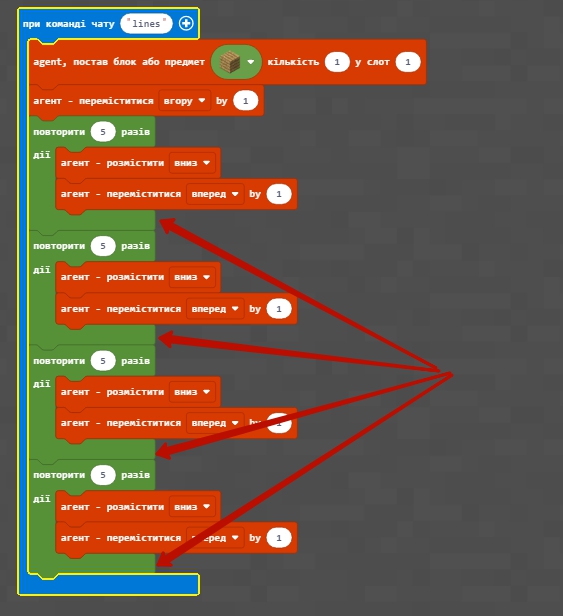 при команді чату "lines"
agent, постав блок або предмет кількість 1 у слот 1
агент - переміститися вгору by 1
повторити 5 разів
дії
агент - розмістити вниз
агент - переміститися вперед by 1
повторити 5 разів
дії
агент - розмістити вниз
агент - переміститися вперед by 1
повторити 5 разів
дії
агент - розмістити вниз
агент - переміститися вперед by 1
повторити 5 разів
дії
агент - розмістити вниз
агент - переміститися вперед by 1